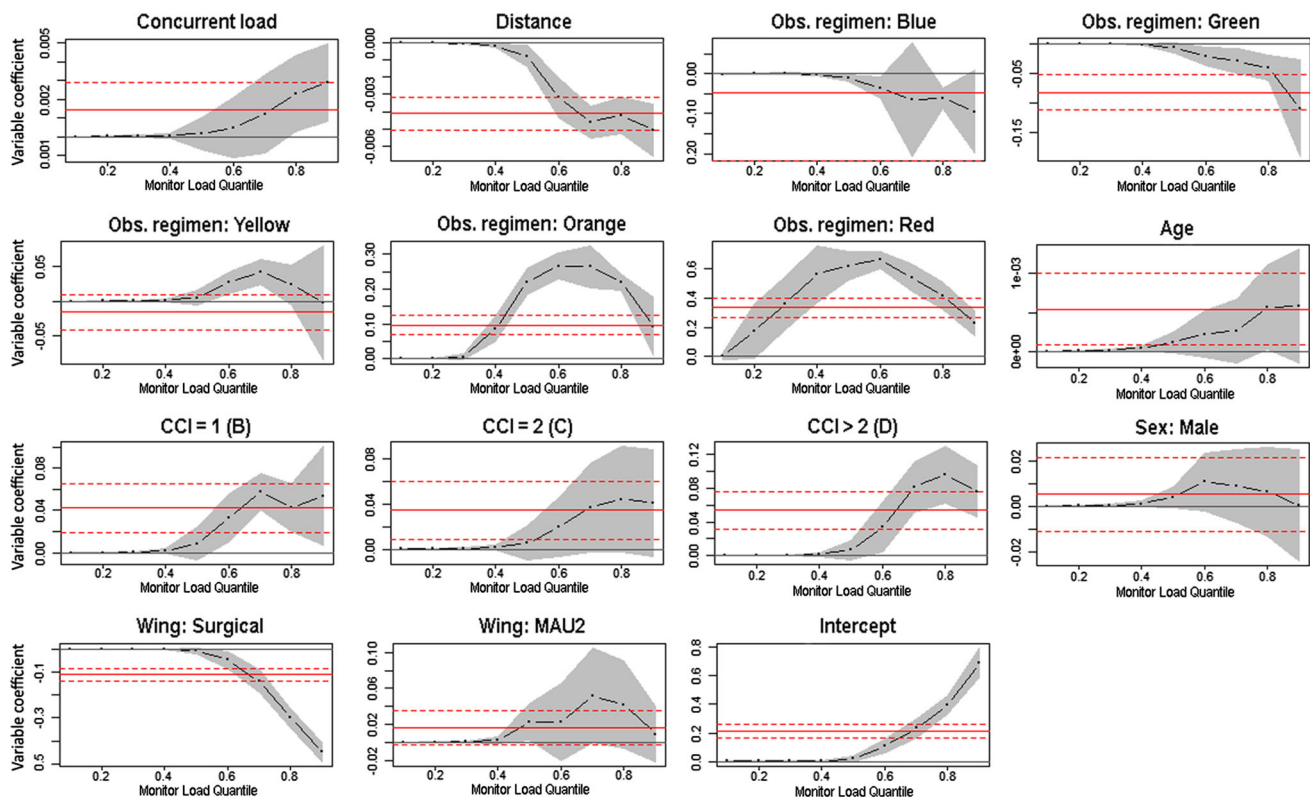 Concurrent load
Distance
Obs. regimen: Blue
Obs. regimen: Green
Variable coefficient
0.005
0.002
0.001
0.2
0.4
0.6
0.8
Monitor Load Quantile
0.000
-0.003
-0.006
0.2
0.4
0.6
0.8
Monitor Load Quantile
0.00
-0.10
0.20
0.2
0.4
0.6
0.8
Monitor Load Quantile
-0.05
-0.15
0.2
0.4
0.6
0.8
Monitor Load Quantile
Obs. regimen: Yellow
Obs. regimen: Orange
Obs. regimen: Red
Age
Variable coefficient
0.05
-0.05
0.2
0.4
0.6
0.8
Monitor Load Quantile
0.30
0.20
0.10
0.00
0.2
0.4
0.6
0.8
Monitor Load Quantile
0.6
0.4
0.2
0.0
0.2
0.4
0.6
0.8
Monitor Load Quantile
1e-03
0e+00
0.2
0.4
0.6
0.8
Monitor Load Quantile
CCI = 1 (B)
CCI = 2 (C)
CCI > 2 (D)
Sex: Male
Variable coefficient
0.08
0.04
0.00
0.2
0.4
0.6
0.8
Monitor Load Quantile
0.08
0.04
0.00
0.2
0.4
0.6
0.8
Monitor Load Quantile
0.12
0.08
0.04
0.00
0.2
0.4
0.6
0.8
Monitor Load Quantile
0.02
0.00
-0.02
0.2
0.4
0.6
0.8
Monitor Load Quantile
Wing: Surgical
Wing: MAU2
Intercept
Variable coefficient
-0.1
-0.3
0.5
0.2
0.4
0.6
0.8
Monitor Load Quantile
0.10
0.06
0.02
-0.02
0.2
0.4
0.6
0.8
Monitor Load Quantile
0.8
0.6
0.4
0.2
0.0
0.2
0.4
0.6
0.8
Monitor Load Quantile